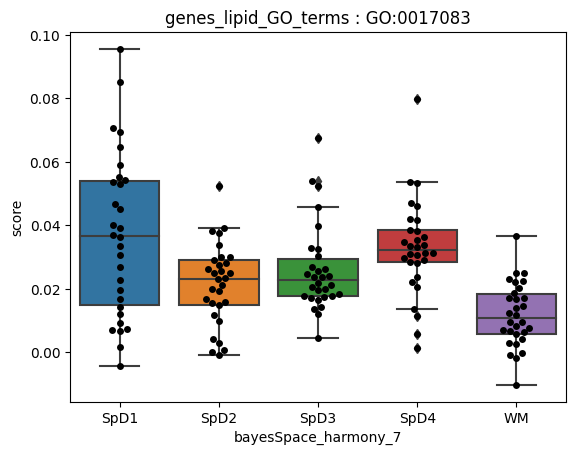 genes_lipid_GO_terms : GO:0017083
0.10
0.08
0.06
0.04
0.02
0.00
score
SpD1 SpD2 SpD3 SpD4 WM
bayesSpace_harmony_7